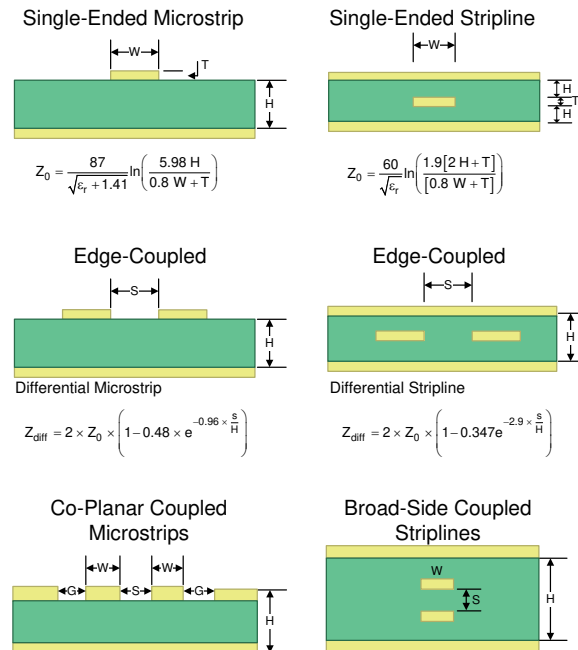 Single-Ended Microstrip
W
T
H
Z0 = 87 / √(εr + 1.41) ln( 5.98 H / 0.8 W + T )
Single-Ended Stripline
W
H
T
H
Z0 = 60 / √εr ln( 1.9[2 H + T] / [0.8 W + T] )
Edge-Coupled
S
H
Differential Microstrip
Zdiff = 2 × Z0 × ( 1 − 0.48 × e^(−0.96 × s/H) )
Edge-Coupled
S
H
Differential Stripline
Zdiff = 2 × Z0 × ( 1 − 0.347e^(−2.9 × s/H) )
Co-Planar Coupled
Microstrips
W W
G S G
H
Broad-Side Coupled
Striplines
W
S
H